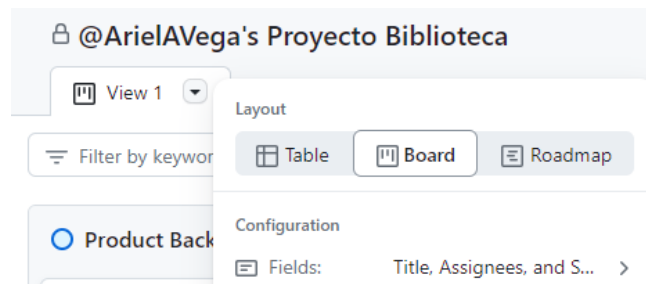 @ArielAVega's Proyecto Biblioteca
View 1
Layout
Filter by keywor
Table Board Roadmap
Configuration
Product Back
Fields: Title, Assignees, and S...